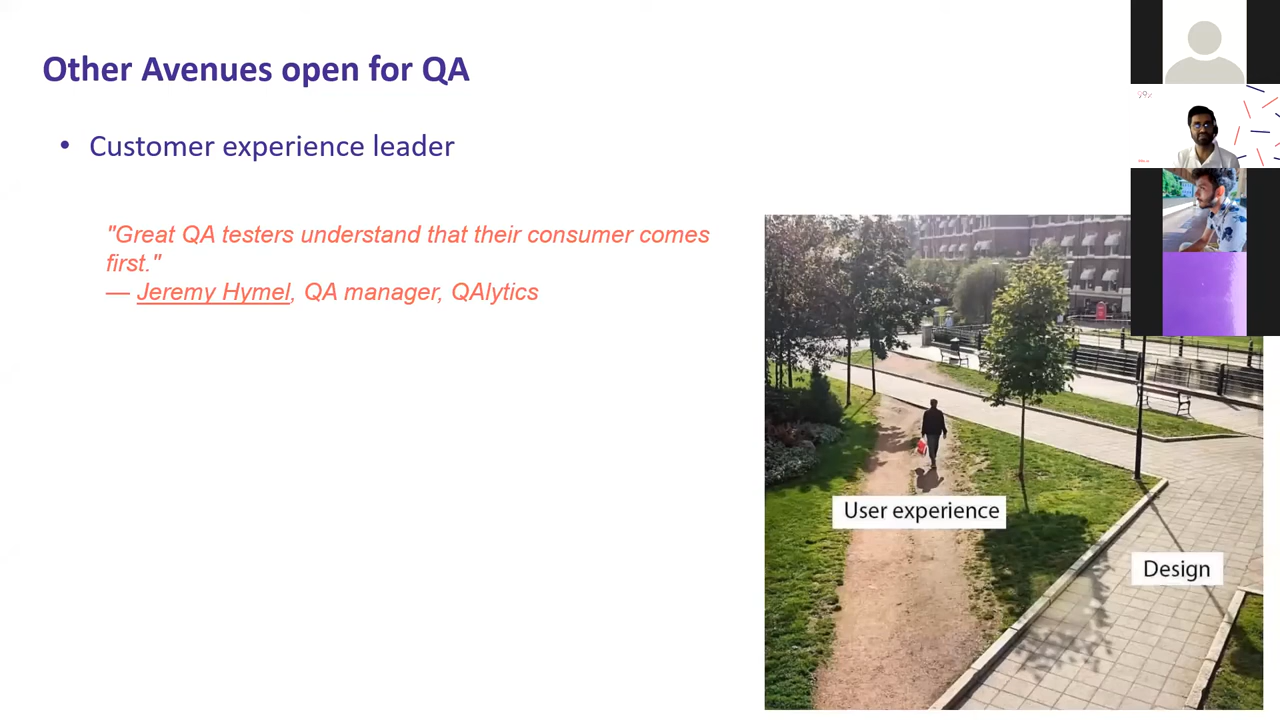 Other Avenues open for QA
• Customer experience leader
"Great QA testers understand that their consumer comes
first."
— Jeremy Hymel, QA manager, QAlytics
User experience
Design